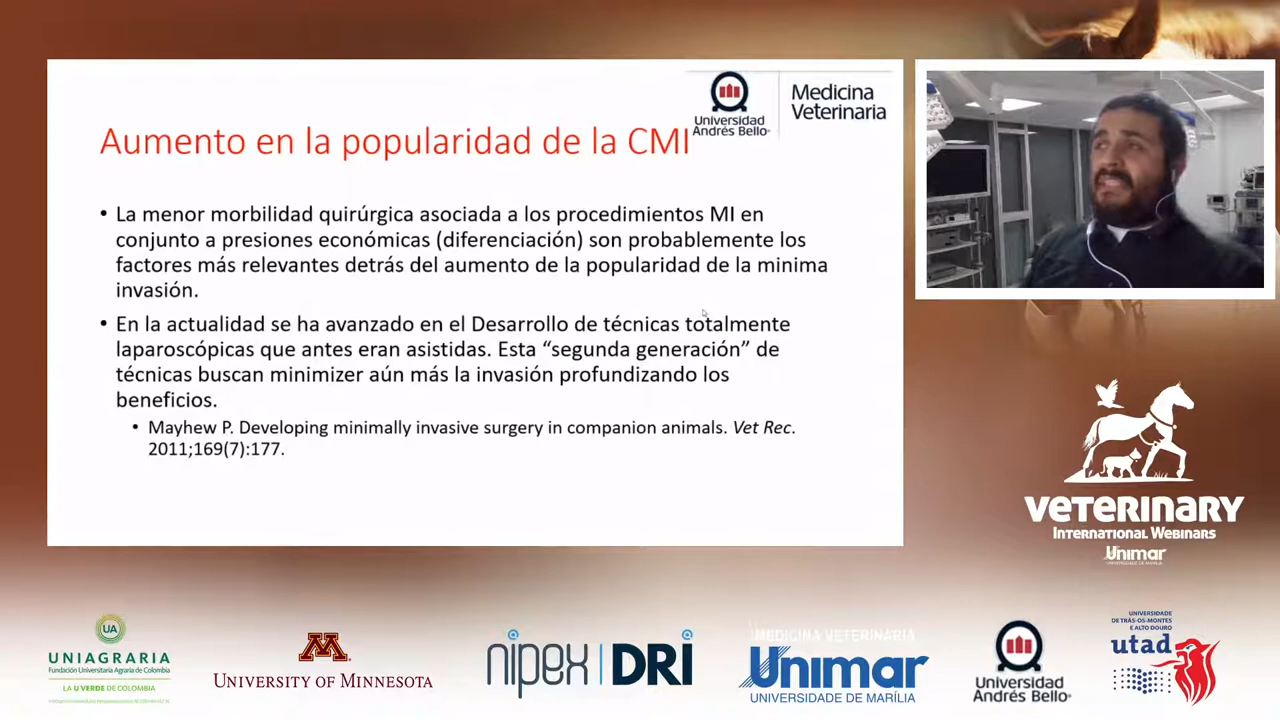 Universidad
Andrés Bello
Medicina
Veterinaria
Aumento en la popularidad de la CMI
• La menor morbilidad quirúrgica asociada a los procedimientos MI en
conjunto a presiones económicas (diferenciación) son probablemente los
factores más relevantes detrás del aumento de la popularidad de la minima
invasión.
• En la actualidad se ha avanzado en el Desarrollo de técnicas totalmente
laparoscópicas que antes eran asistidas. Esta “segunda generación” de
técnicas buscan minimizer aún más la invasión profundizando los
beneficios.
• Mayhew P. Developing minimally invasive surgery in companion animals. Vet Rec.
2011;169(7):177.
VETERINARY
INTERNATIONAL WEBINARS
Unimar
UNIVERSIDADE DE MARÍLIA
UA
UNIAGRARIA
Fundación Universitaria Agraria de Colombia
LA U VERDE DE COLOMBIA
M
UNIVERSITY OF MINNESOTA
nipex DRi
MEDICINA VETERINÁRIA
Unimar
UNIVERSIDADE DE MARÍLIA
Universidad
Andrés Bello
UNIVERSIDADE
DE TRÁS-OS-MONTES
E ALTO DOURO
utad